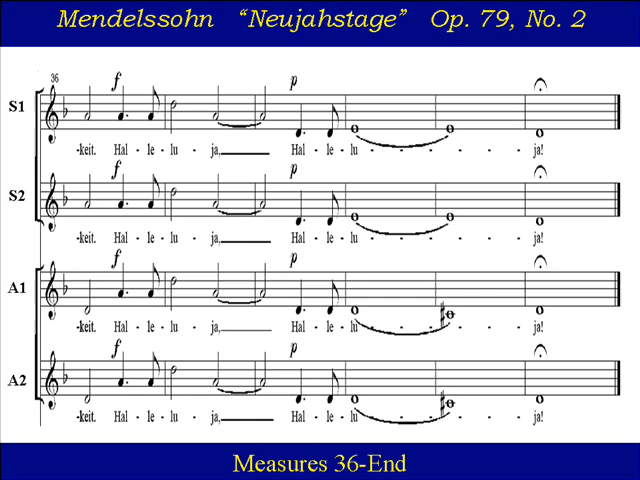 Mendelssohn “Neujahstage” Op. 79, No. 2
36
f p
S1
-keit. Hal - le - lu - ja, Hal - le - lu - - - - - - - ja!
f p
S2
-keit. Hal - le - lu - ja, Hal - le - lu - - - - - - - ja!
f p
A1
-keit. Hal - le - lu - ja, Hal - le - lu - - - - - - - ja!
f p
A2
-keit. Hal - le - lu - ja, Hal - le - lu - - - - - - - ja!
Measures 36-End